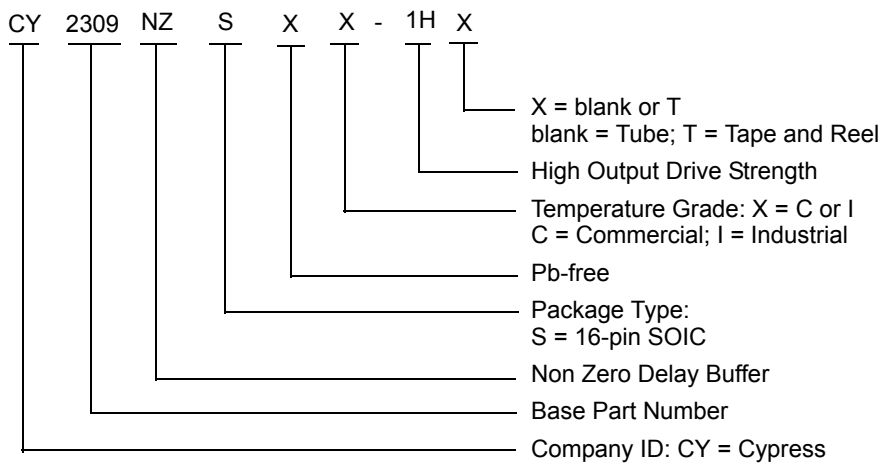 CY 2309 NZ S X X - 1H X
X = blank or T
blank = Tube; T = Tape and Reel
High Output Drive Strength
Temperature Grade: X = C or I
C = Commercial; I = Industrial
Pb-free
Package Type:
S = 16-pin SOIC
Non Zero Delay Buffer
Base Part Number
Company ID: CY = Cypress